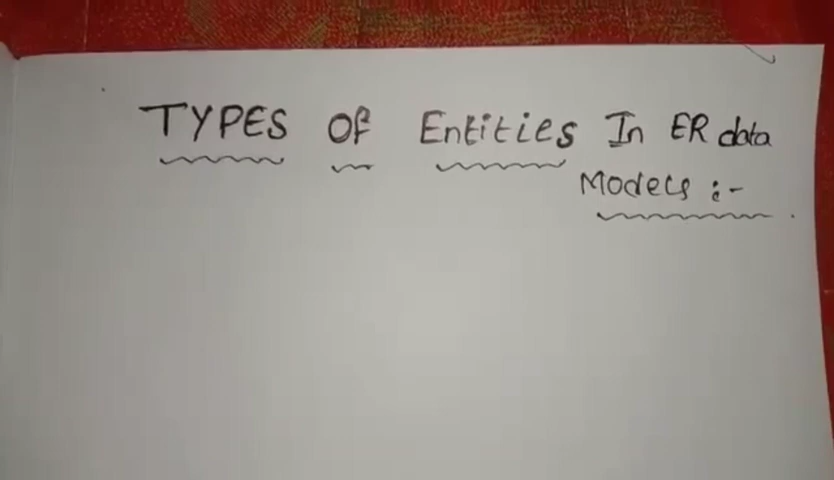 TYPES OF Entities In ER data
Models :-